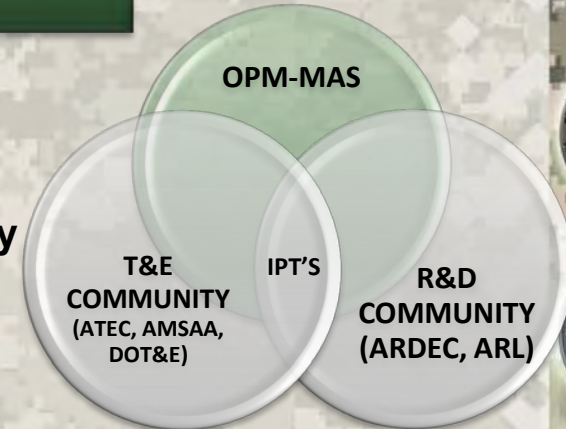 OPM-MAS
y
T&E
COMMUNITY
(ATEC, AMSAA,
DOT&E)
IPT'S
R&D
COMMUNITY
(ARDEC, ARL)